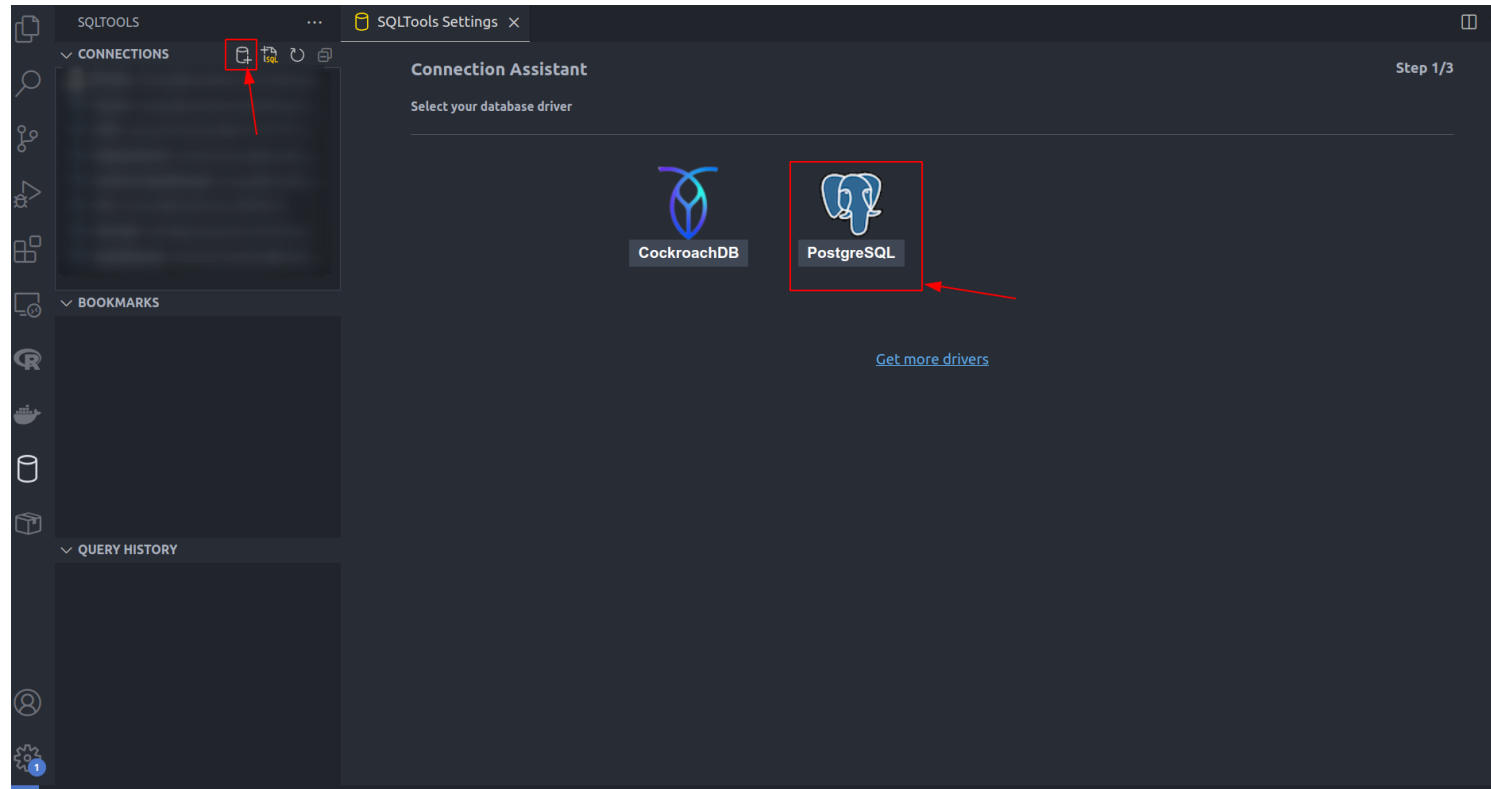 SQLTOOLS
SQLTools Settings
CONNECTIONS
SQL
Connection Assistant
Step 1/3
Select your database driver
CockroachDB
PostgreSQL
Get more drivers
BOOKMARKS
R
QUERY HISTORY
1